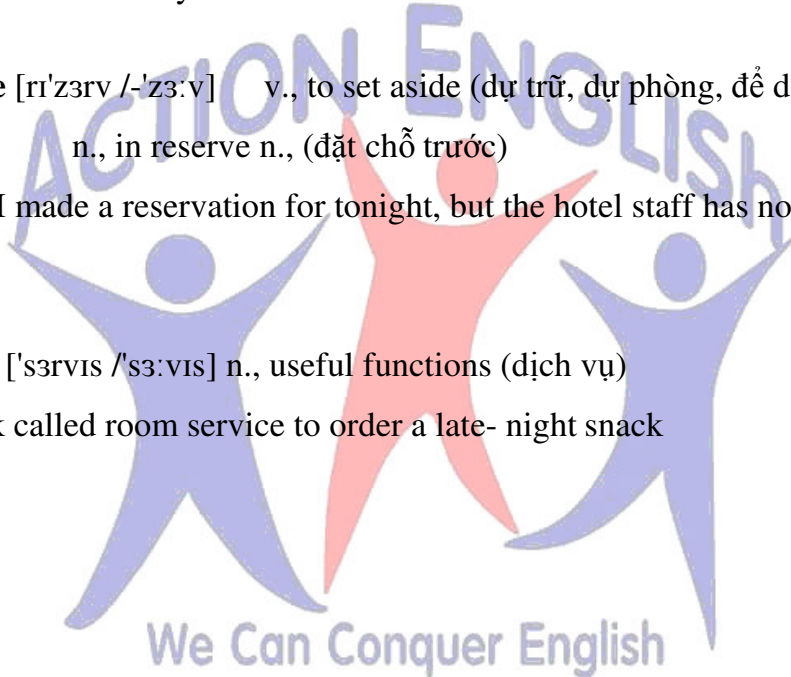 ACTION ENGLISH
e [rɪ'zɜrv /-'zɜːv] v., to set aside (dự trữ, dự phòng, để d
n., in reserve n., (đặt chỗ trước)
I made a reservation for tonight, but the hotel staff has no
['sɜrvɪs /'sɜːvɪs] n., useful functions (dịch vụ)
called room service to order a late- night snack
We Can Conquer English